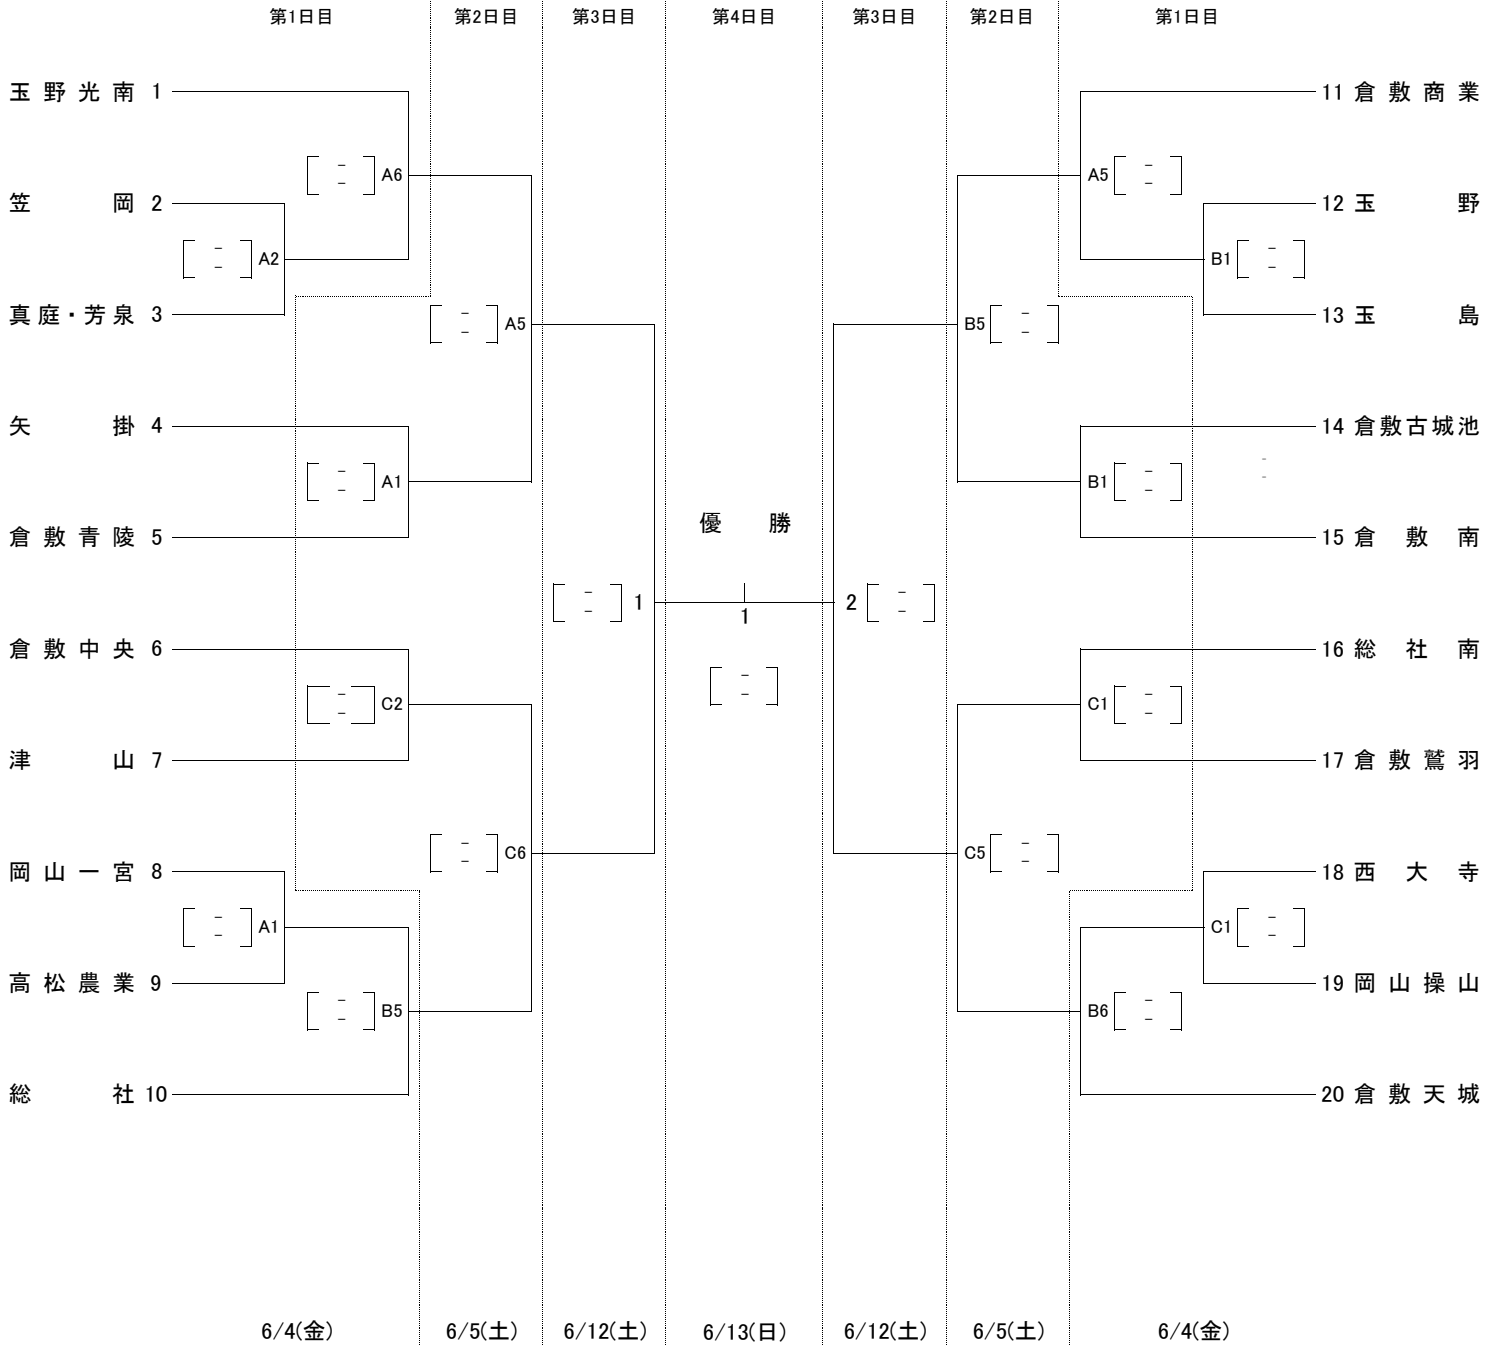 第1日目 第2日目 第3日目 第4日目 第3日目 第2日目 第1日目
玉野光南 1
11 倉敷商業
[ - - ] A6
A5 [ - - ]
笠岡 2
12 玉野
[ - - ] A2
B1 [ - - ]
真庭・芳泉 3
13 玉島
[ - - ] A5
B5 [ - - ]
矢掛 4
14 倉敷古城池
[ - - ] A1
B1 [ - - ]
- -
倉敷青陵 5
優勝
15 倉敷南
[ - - ] 1
1
2 [ - - ]
倉敷中央 6
16 総社南
[ - - ]
[ - - ] C2
C1 [ - - ]
津山 7
17 倉敷鷲羽
[ - - ] C6
C5 [ - - ]
岡山一宮 8
18 西大寺
[ - - ] A1
C1 [ - - ]
高松農業 9
19 岡山操山
[ - - ] B5
B6 [ - - ]
総社 10
20 倉敷天城
6/4(金) 6/5(土) 6/12(土) 6/13(日) 6/12(土) 6/5(土) 6/4(金)